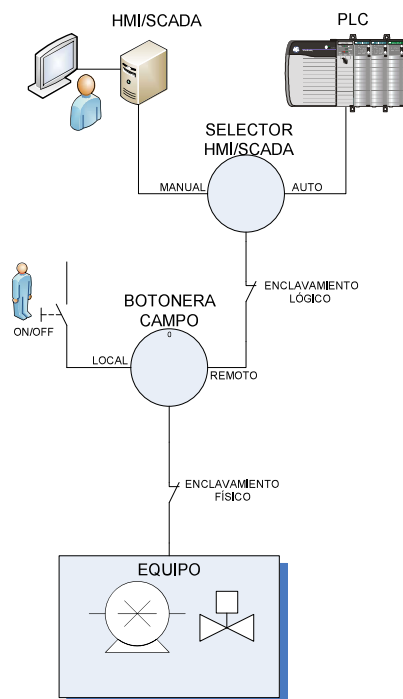 HMI/SCADA
PLC
SELECTOR
HMI/SCADA
MANUAL
AUTO
ENCLAVAMIENTO
LÓGICO
BOTONERA
CAMPO
0
ON/OFF
LOCAL
REMOTO
ENCLAVAMIENTO
FÍSICO
EQUIPO